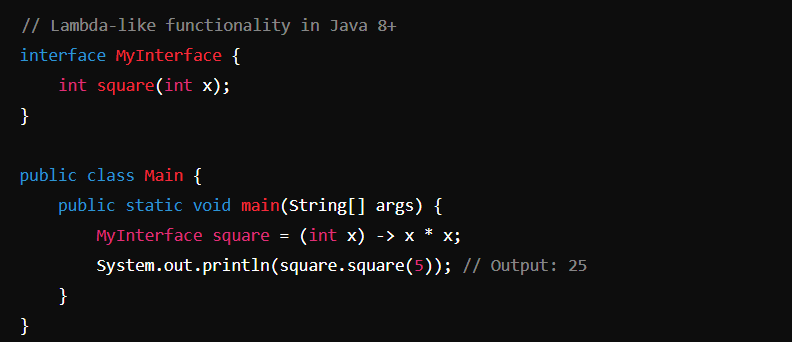 // Lambda-like functionality in Java 8+
interface MyInterface {
    int square(int x);
}

public class Main {
    public static void main(String[] args) {
        MyInterface square = (int x) -> x * x;
        System.out.println(square.square(5)); // Output: 25
    }
}